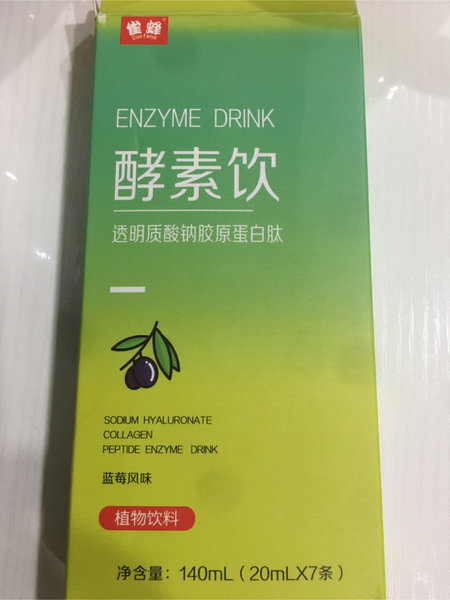 雀蜂
Quefeng
ENZYME DRINK
酵素饮
透明质酸钠胶原蛋白肽
SODIUM HYALURONATE
COLLAGEN
PEPTIDE ENZYME DRINK
蓝莓风味
植物饮料
净含量：140mL（20mLX7条）